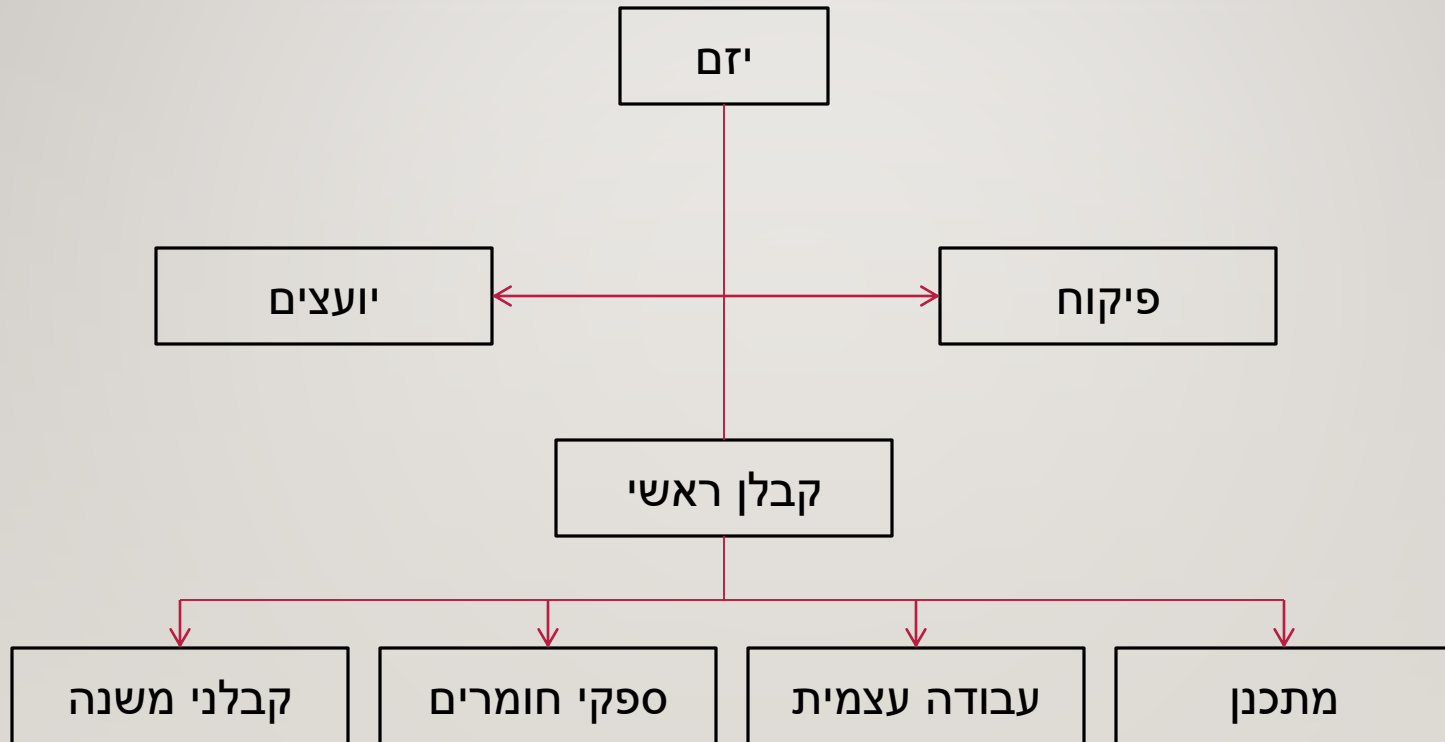 יזם
פיקוח
יועצים
קבלן ראשי
מתכנן
עבודה עצמית
ספקי חומרים
קבלני משנה